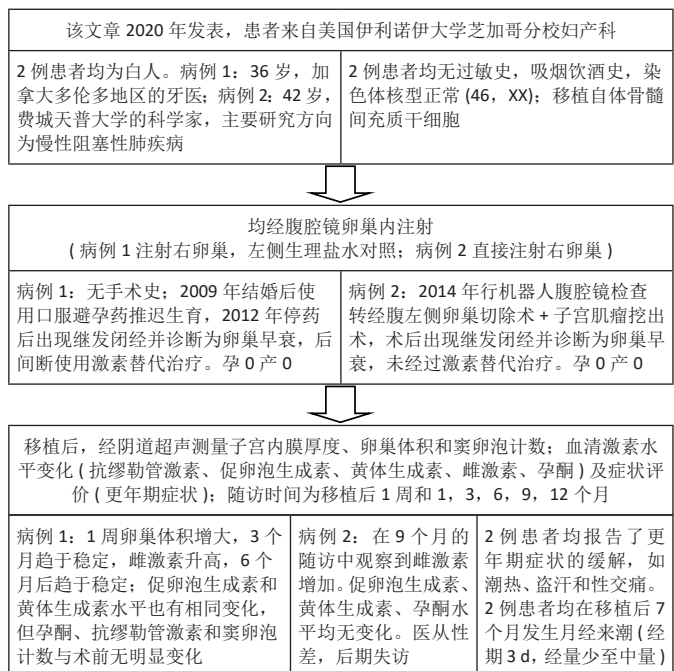 该文章 2020 年发表，患者来自美国伊利诺伊大学芝加哥分校妇产科
2 例患者均为白人。病例 1：36 岁，加
拿大多伦多地区的牙医；病例 2：42 岁，
费城天普大学的科学家，主要研究方向
为慢性阻塞性肺疾病
2 例患者均无过敏史，吸烟饮酒史，染
色体核型正常 (46，XX)；移植自体骨髓
间充质干细胞
均经腹腔镜卵巢内注射
( 病例 1 注射右卵巢，左侧生理盐水对照；病例 2 直接注射右卵巢 )
病例 1：无手术史；2009 年结婚后使
用口服避孕药推迟生育，2012 年停药
后出现继发闭经并诊断为卵巢早衰，后
间断使用激素替代治疗。孕 0 产 0
病例 2：2014 年行机器人腹腔镜检查
转经腹左侧卵巢切除术 + 子宫肌瘤挖出
术，术后出现继发闭经并诊断为卵巢早
衰，未经过激素替代治疗。孕 0 产 0
移植后，经阴道超声测量子宫内膜厚度、卵巢体积和窦卵泡计数；血清激素水
平变化 ( 抗缪勒管激素、促卵泡生成素、黄体生成素、雌激素、孕酮 ) 及症状评
价 ( 更年期症状 )；随访时间为移植后 1 周和 1，3，6，9，12 个月
病例 1：1 周卵巢体积增大，3 个
月趋于稳定，雌激素升高，6 个
月后趋于稳定；促卵泡生成素和
黄体生成素水平也有相同变化，
但孕酮、抗缪勒管激素和窦卵泡
计数与术前无明显变化
病例 2：在 9 个月的
随访中观察到雌激素
增加。促卵泡生成素、
黄体生成素、孕酮水
平均无变化。医从性
差，后期失访
2 例患者均报告了更
年期症状的缓解，如
潮热、盗汗和性交痛。
2 例患者均在移植后 7
个月发生月经来潮 ( 经
期 3 d，经量少至中量 )